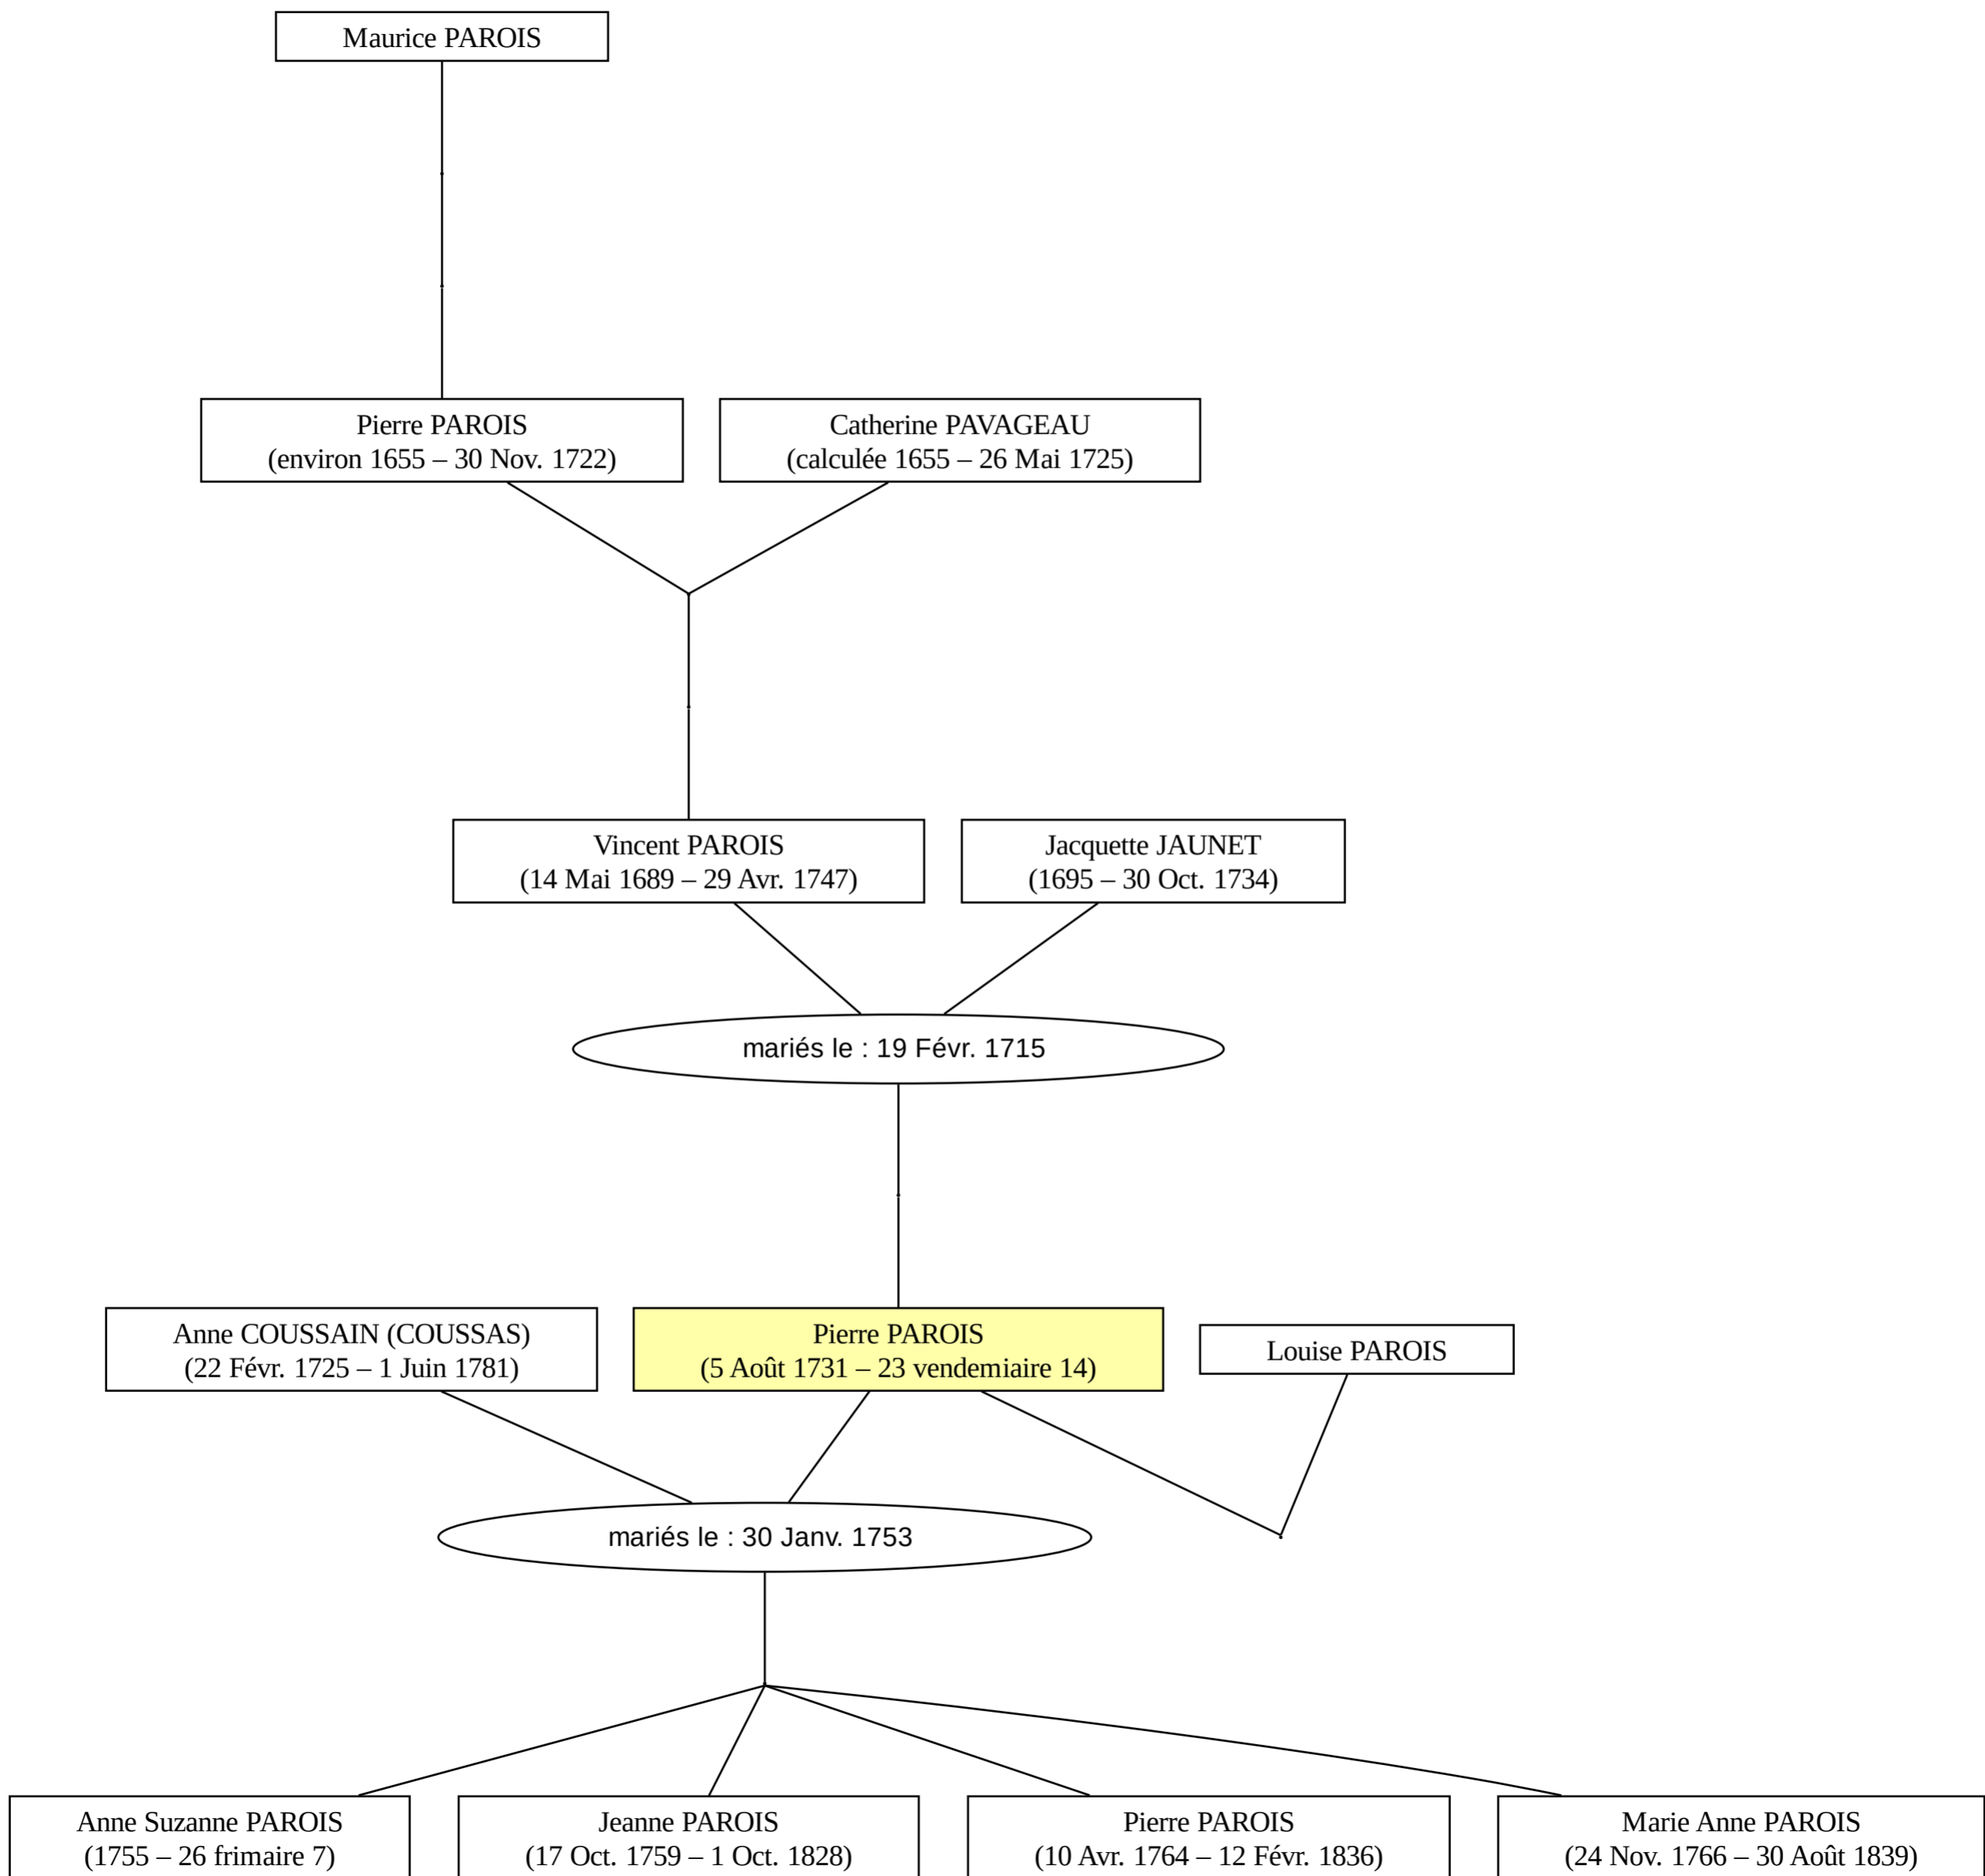 Maurice PAROIS
Pierre PAROIS
(environ 1655 – 30 Nov. 1722)
Catherine PAVAGEAU
(calculée 1655 – 26 Mai 1725)
Vincent PAROIS
(14 Mai 1689 – 29 Avr. 1747)
Jacquette JAUNET
(1695 – 30 Oct. 1734)
mariés le : 19 Févr. 1715
Anne COUSSAIN (COUSSAS)
(22 Févr. 1725 – 1 Juin 1781)
Pierre PAROIS
(5 Août 1731 – 23 vendemiaire 14)
Louise PAROIS
mariés le : 30 Janv. 1753
Anne Suzanne PAROIS
(1755 – 26 frimaire 7)
Jeanne PAROIS
(17 Oct. 1759 – 1 Oct. 1828)
Pierre PAROIS
(10 Avr. 1764 – 12 Févr. 1836)
Marie Anne PAROIS
(24 Nov. 1766 – 30 Août 1839)